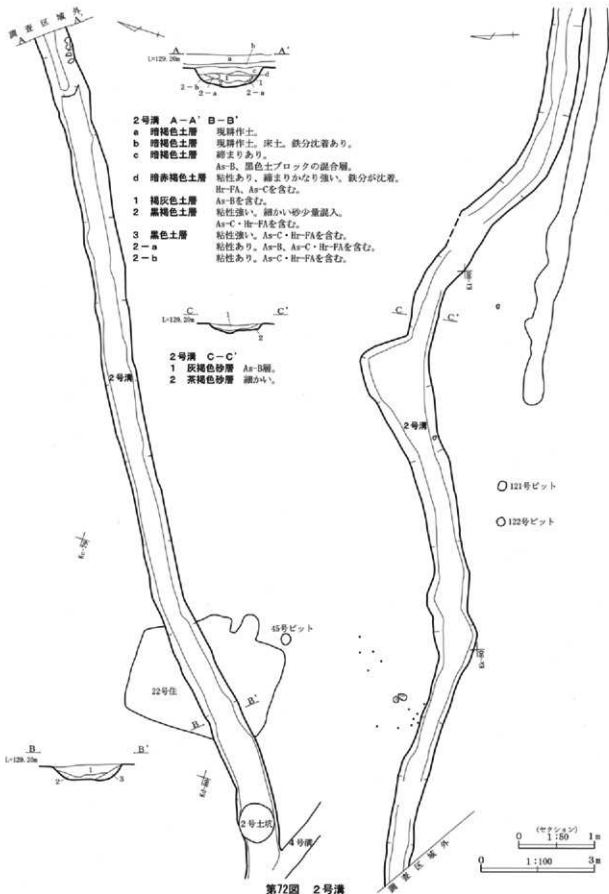 調査区域外
A A'
A A'
L=129.20m
a
b
c
d
1
2
2-b
2-a
2-a
2号溝 A-A' B-B'
a 暗褐色土層 現耕作土。
b 暗褐色土層 現耕作土。床土。鉄分沈着あり。
c 暗褐色土層 締まりあり。
As-B、黒色土ブロックの混合層。
d 暗赤褐色土層 粘性あり、締まりかなり強い。鉄分が沈着。
Hr-FA、As-Cを含む。
1 褐灰色土層 As-Bを含む。
2 黒褐色土層 粘性強い。細かい砂少量混入。
As-C・Hr-FAを含む。
3 黒色土層 粘性強い。As-C・Hr-FAを含む。
2-a 粘性あり。As-B、As-C・Hr-FAを含む。
2-b 粘性あり。As-C・Hr-FAを含む。
C C'
L=129.20m
1
2
2号溝 C-C'
1 灰褐色砂層 As-B層。
2 茶褐色砂層 細かい。
2号溝
C C'
2号溝
121号ピット
122号ピット
45号ピット
22号住
B B'
B B'
L=129.20m
1
2 3
2号土坑
4号溝
調査区域外
(セクション)
0 1:50 1m
0 1:100 3m
第72図 2号溝